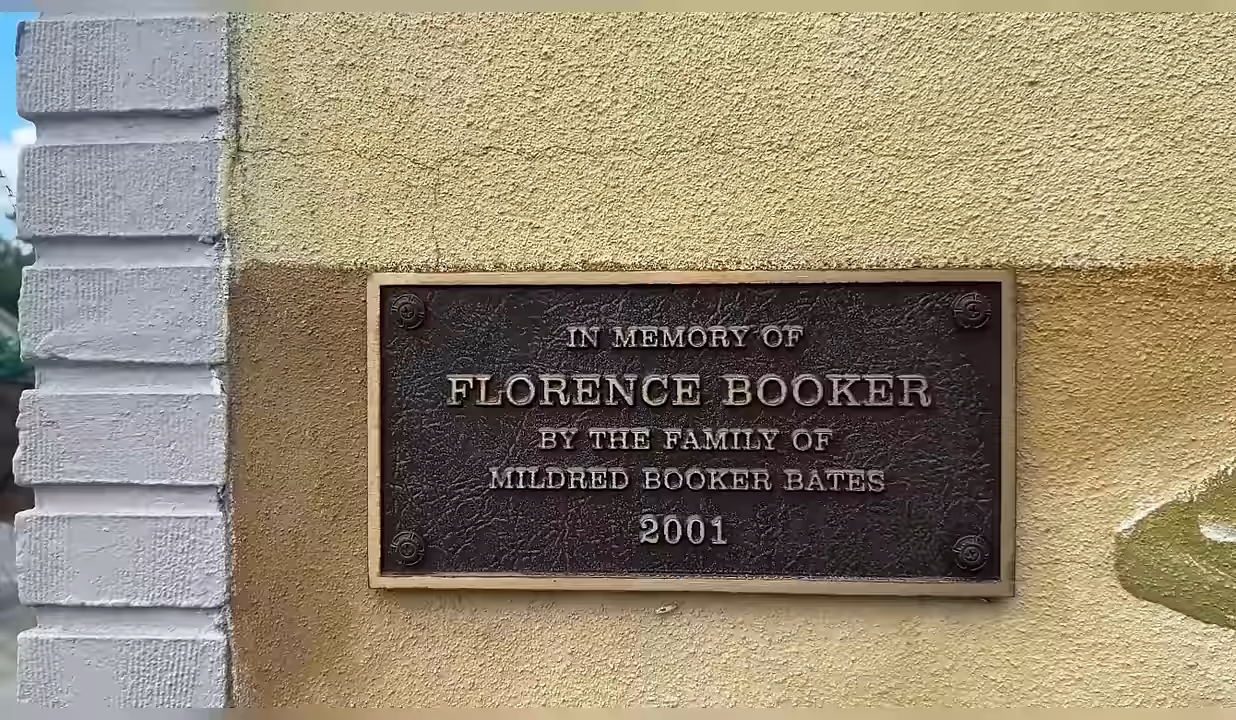 IN MEMORY OF
FLORENCE BOOKER
BY THE FAMILY OF
MILDRED BOOKER BATES
2001